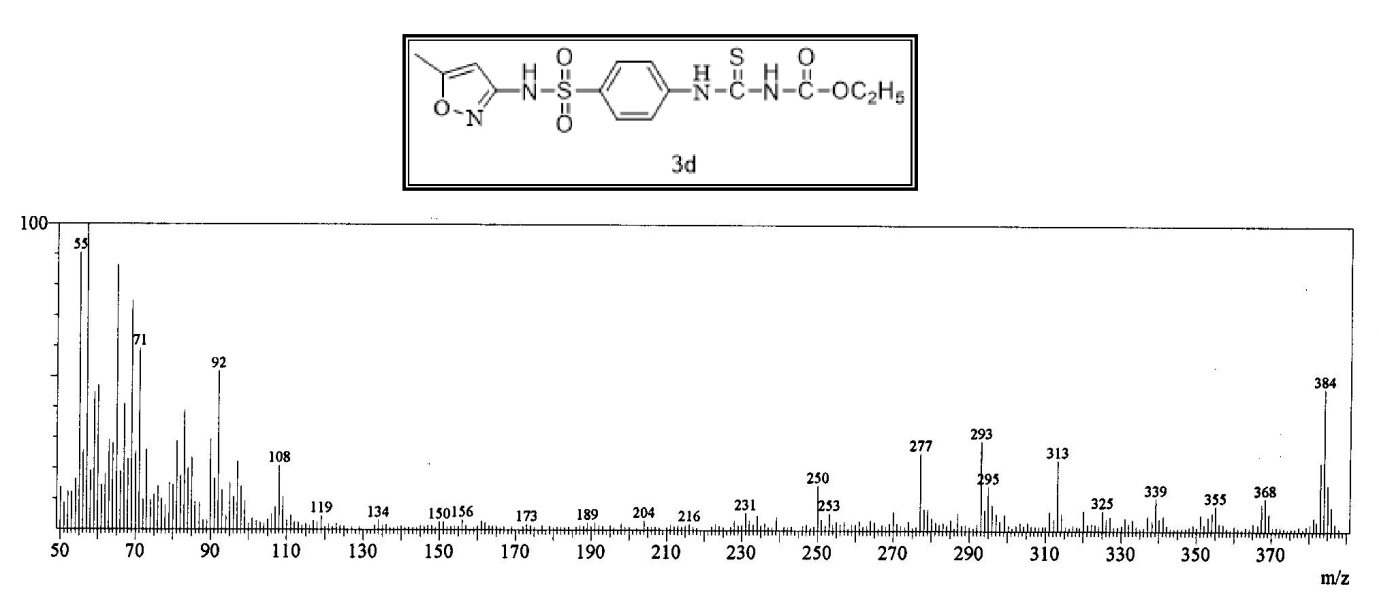 S O
O
H H H
N S N C N C OC₂H₅
O N O
3d
100
55
384
71
92
293
277
313
108
250 295
368
339
355
253 325
231
119 134 150 156 173 189 204 216
50 70 90 110 130 150 170 190 210 230 250 270 290 310 330 350 370
m/z